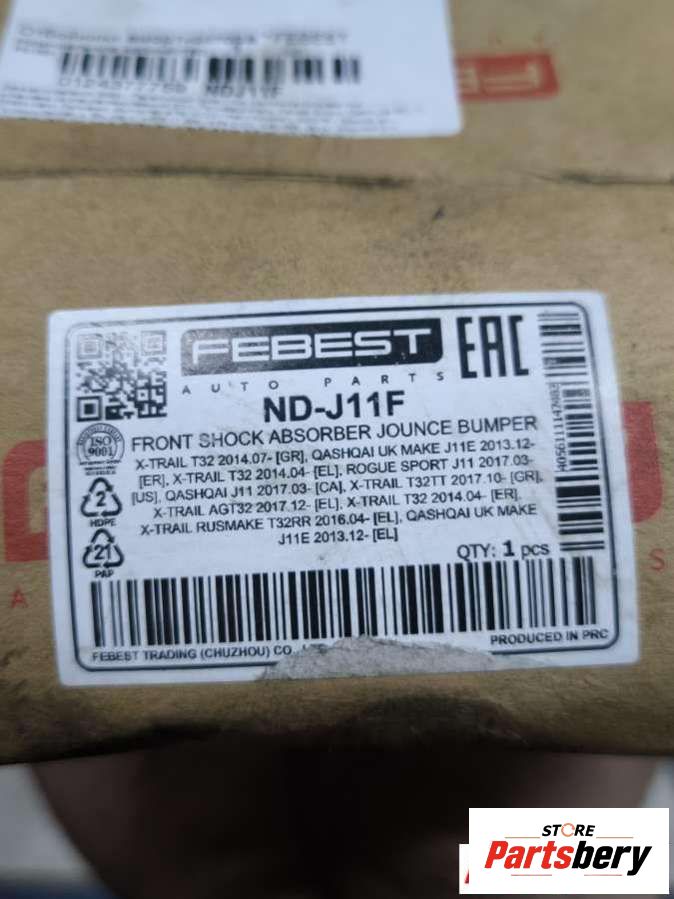 NDJ11F
FEBEST
EAC
AUTO PARTS
ND-J11F
ISO
9001
FRONT SHOCK ABSORBER JOUNCE BUMPER
X-TRAIL T32 2014.07- [GR], QASHQAI UK MAKE J11E 2013.12-
[ER], X-TRAIL T32 2014.04- [EL], ROGUE SPORT J11 2017.03-
[US], QASHQAI J11 2017.03- [CA], X-TRAIL T32TT 2017.10- [GR],
X-TRAIL AGT32 2017.12- [EL], X-TRAIL T32 2014.04- [ER],
X-TRAIL RUSMAKE T32RR 2016.04- [EL], QASHQAI UK MAKE
J11E 2013.12- [EL]
2
HDPE
21
PAP
QTY: 1 pcs
PRODUCED IN PRC
FEBEST TRADING (CHUZHOU) CO.
STORE
Partsbery